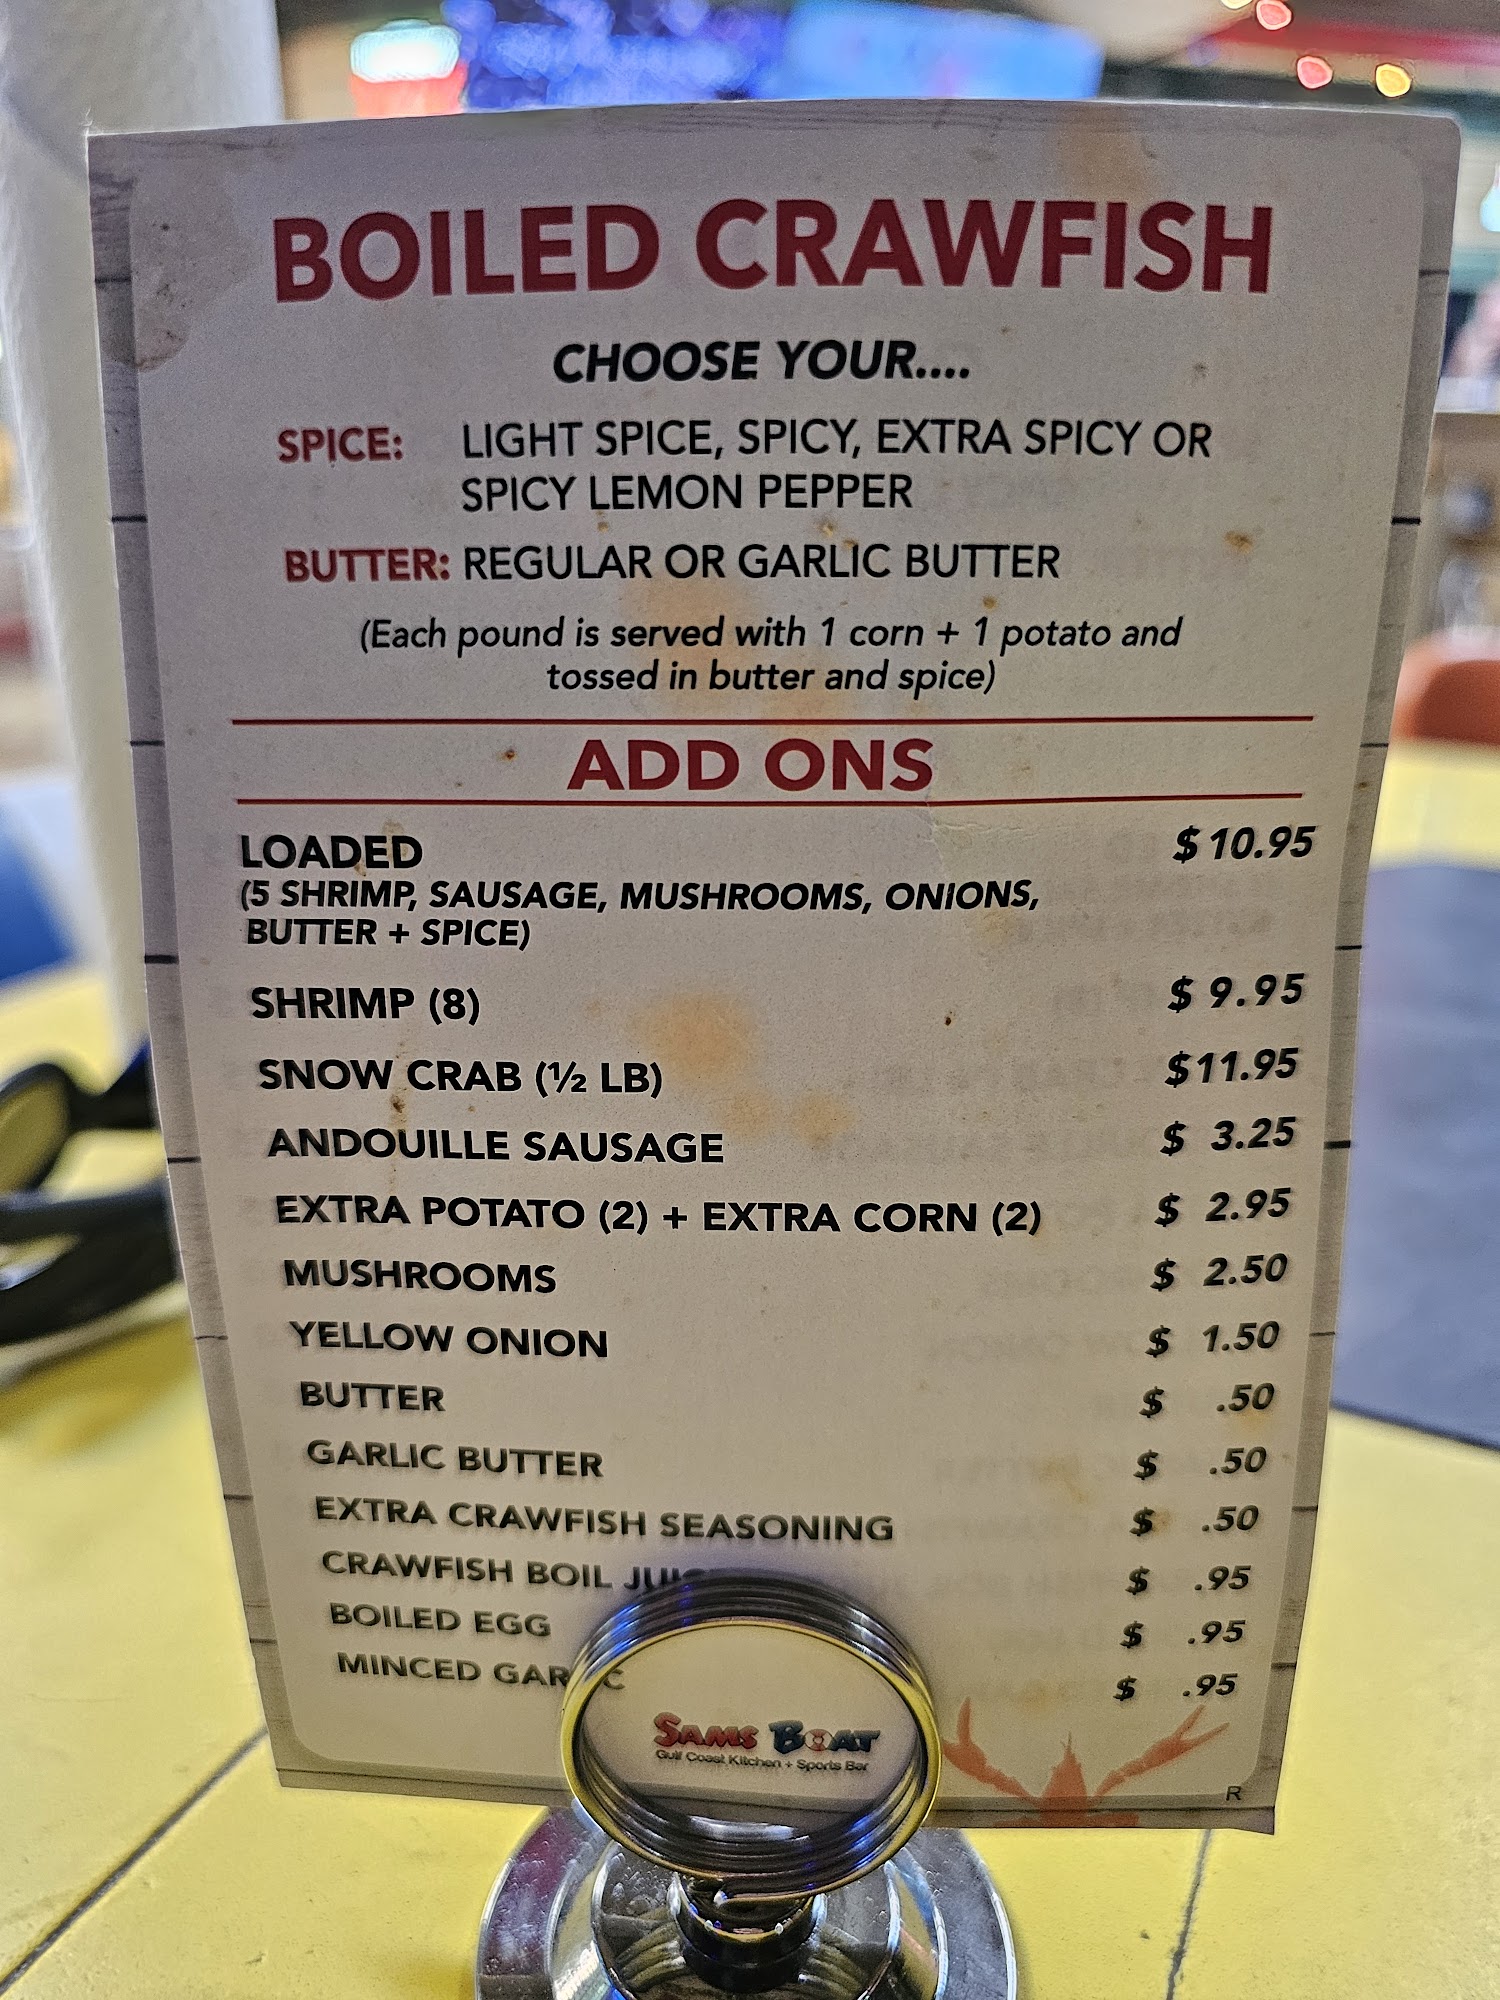 BOILED CRAWFISH
CHOOSE YOUR....
SPICE: LIGHT SPICE, SPICY, EXTRA SPICY OR
SPICY LEMON PEPPER
BUTTER: REGULAR OR GARLIC BUTTER
(Each pound is served with 1 corn + 1 potato and
tossed in butter and spice)
ADD ONS
LOADED $10.95
(5 SHRIMP, SAUSAGE, MUSHROOMS, ONIONS,
BUTTER + SPICE)
SHRIMP (8) $ 9.95
SNOW CRAB (½ LB) $11.95
ANDOUILLE SAUSAGE $ 3.25
EXTRA POTATO (2) + EXTRA CORN (2) $ 2.95
MUSHROOMS $ 2.50
YELLOW ONION $ 1.50
BUTTER $ .50
GARLIC BUTTER $ .50
EXTRA CRAWFISH SEASONING $ .50
CRAWFISH BOIL JUICE $ .95
BOILED EGG $ .95
MINCED GARLIC $ .95
SAMS BOAT
Gulf Coast Kitchen + Sports Bar
R